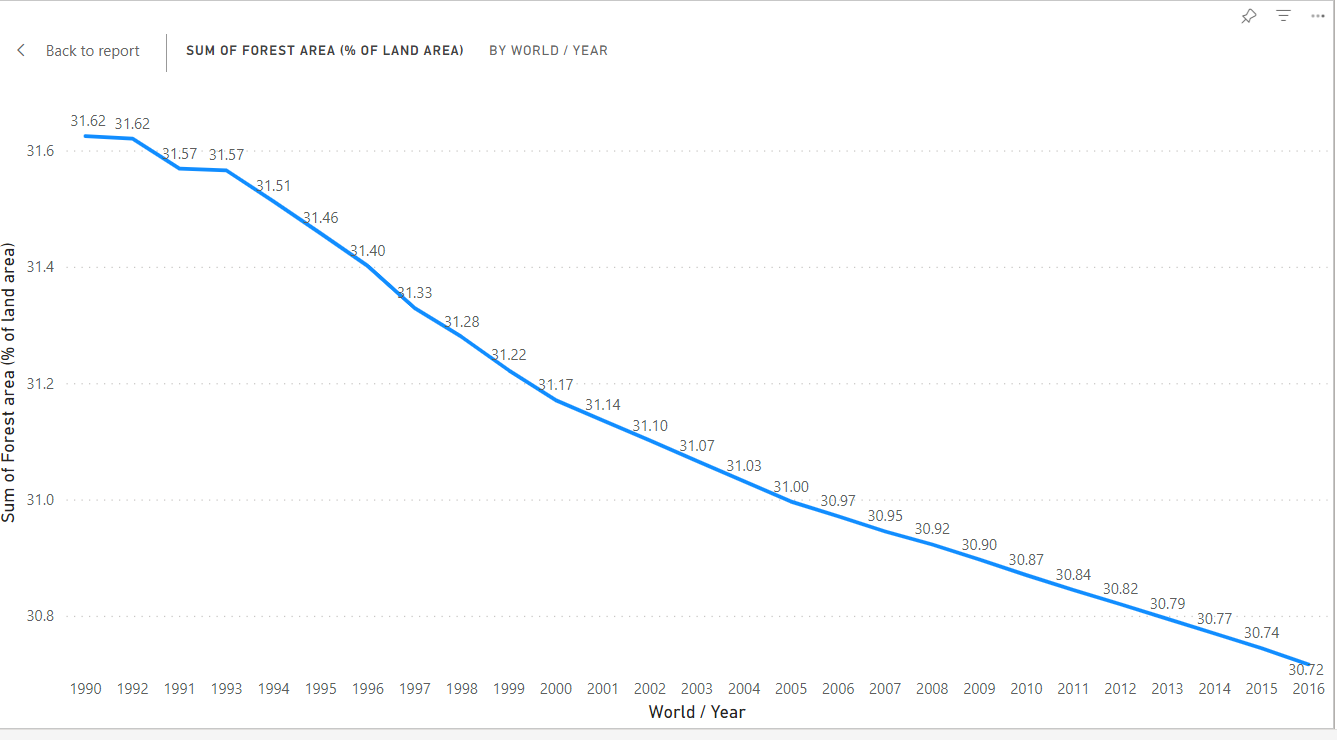 Back to report
SUM OF FOREST AREA (% OF LAND AREA) BY WORLD / YEAR
Sum of Forest area (% of land area)
31.6
31.4
31.2
31.0
30.8
31.62 31.62 31.57 31.57 31.51 31.46 31.40 31.33 31.28 31.22 31.17 31.14 31.10 31.07 31.03 31.00 30.97 30.95 30.92 30.90 30.87 30.84 30.82 30.79 30.77 30.74 30.72
1990 1992 1991 1993 1994 1995 1996 1997 1998 1999 2000 2001 2002 2003 2004 2005 2006 2007 2008 2009 2010 2011 2012 2013 2014 2015 2016
World / Year